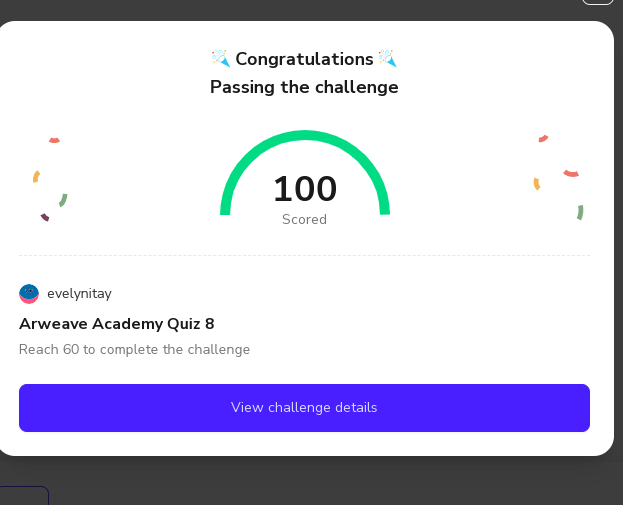 Congratulations
Passing the challenge
100
Scored
evelynitay
Arweave Academy Quiz 8
Reach 60 to complete the challenge
View challenge details